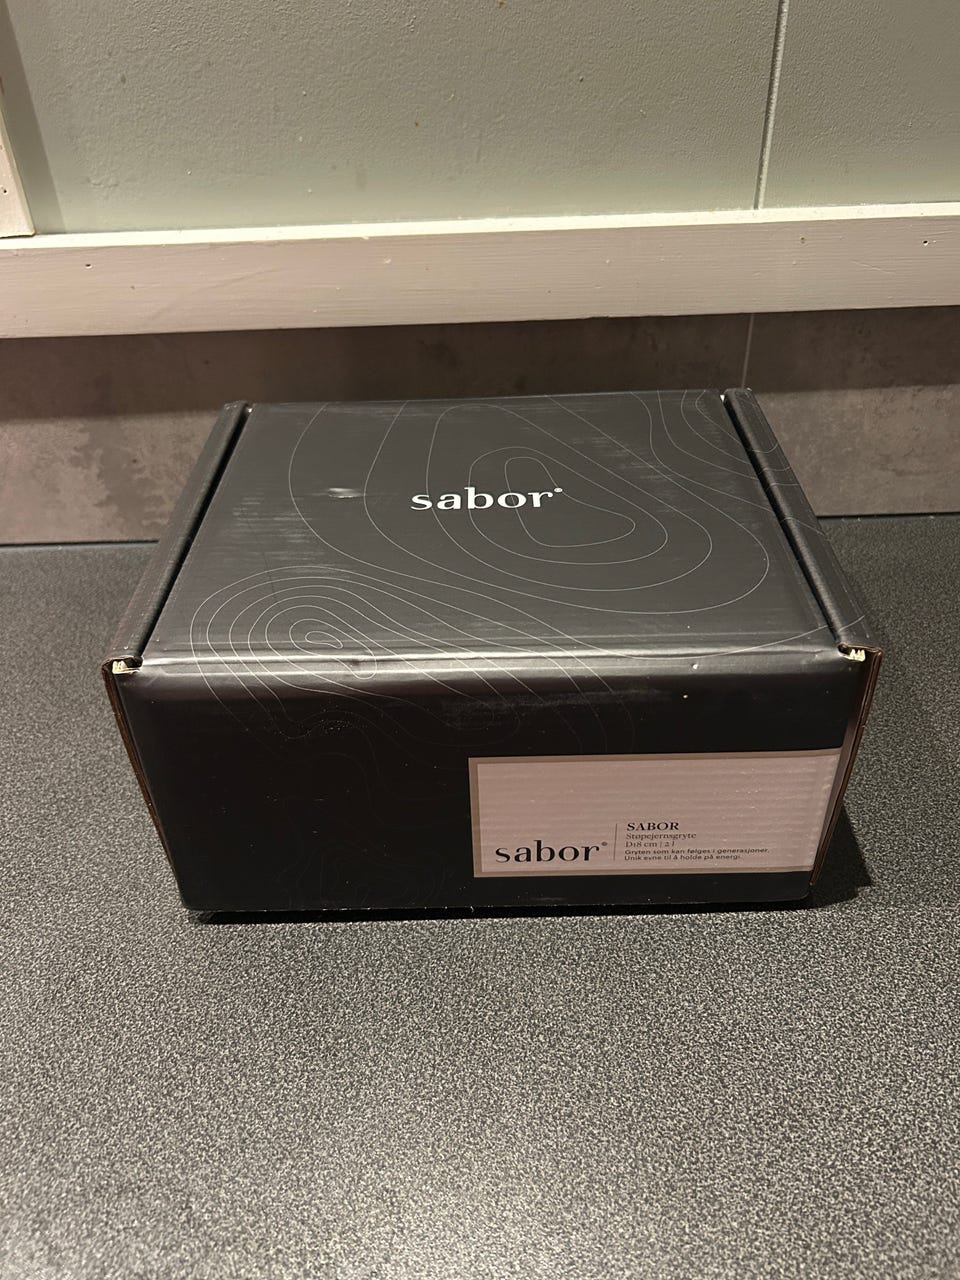 sabor®
sabor®
SABOR
Støpejernsgryte
D18 cm | 2 l
Gryten som kan følges i generasjoner.
Unik evne til å holde på energi.